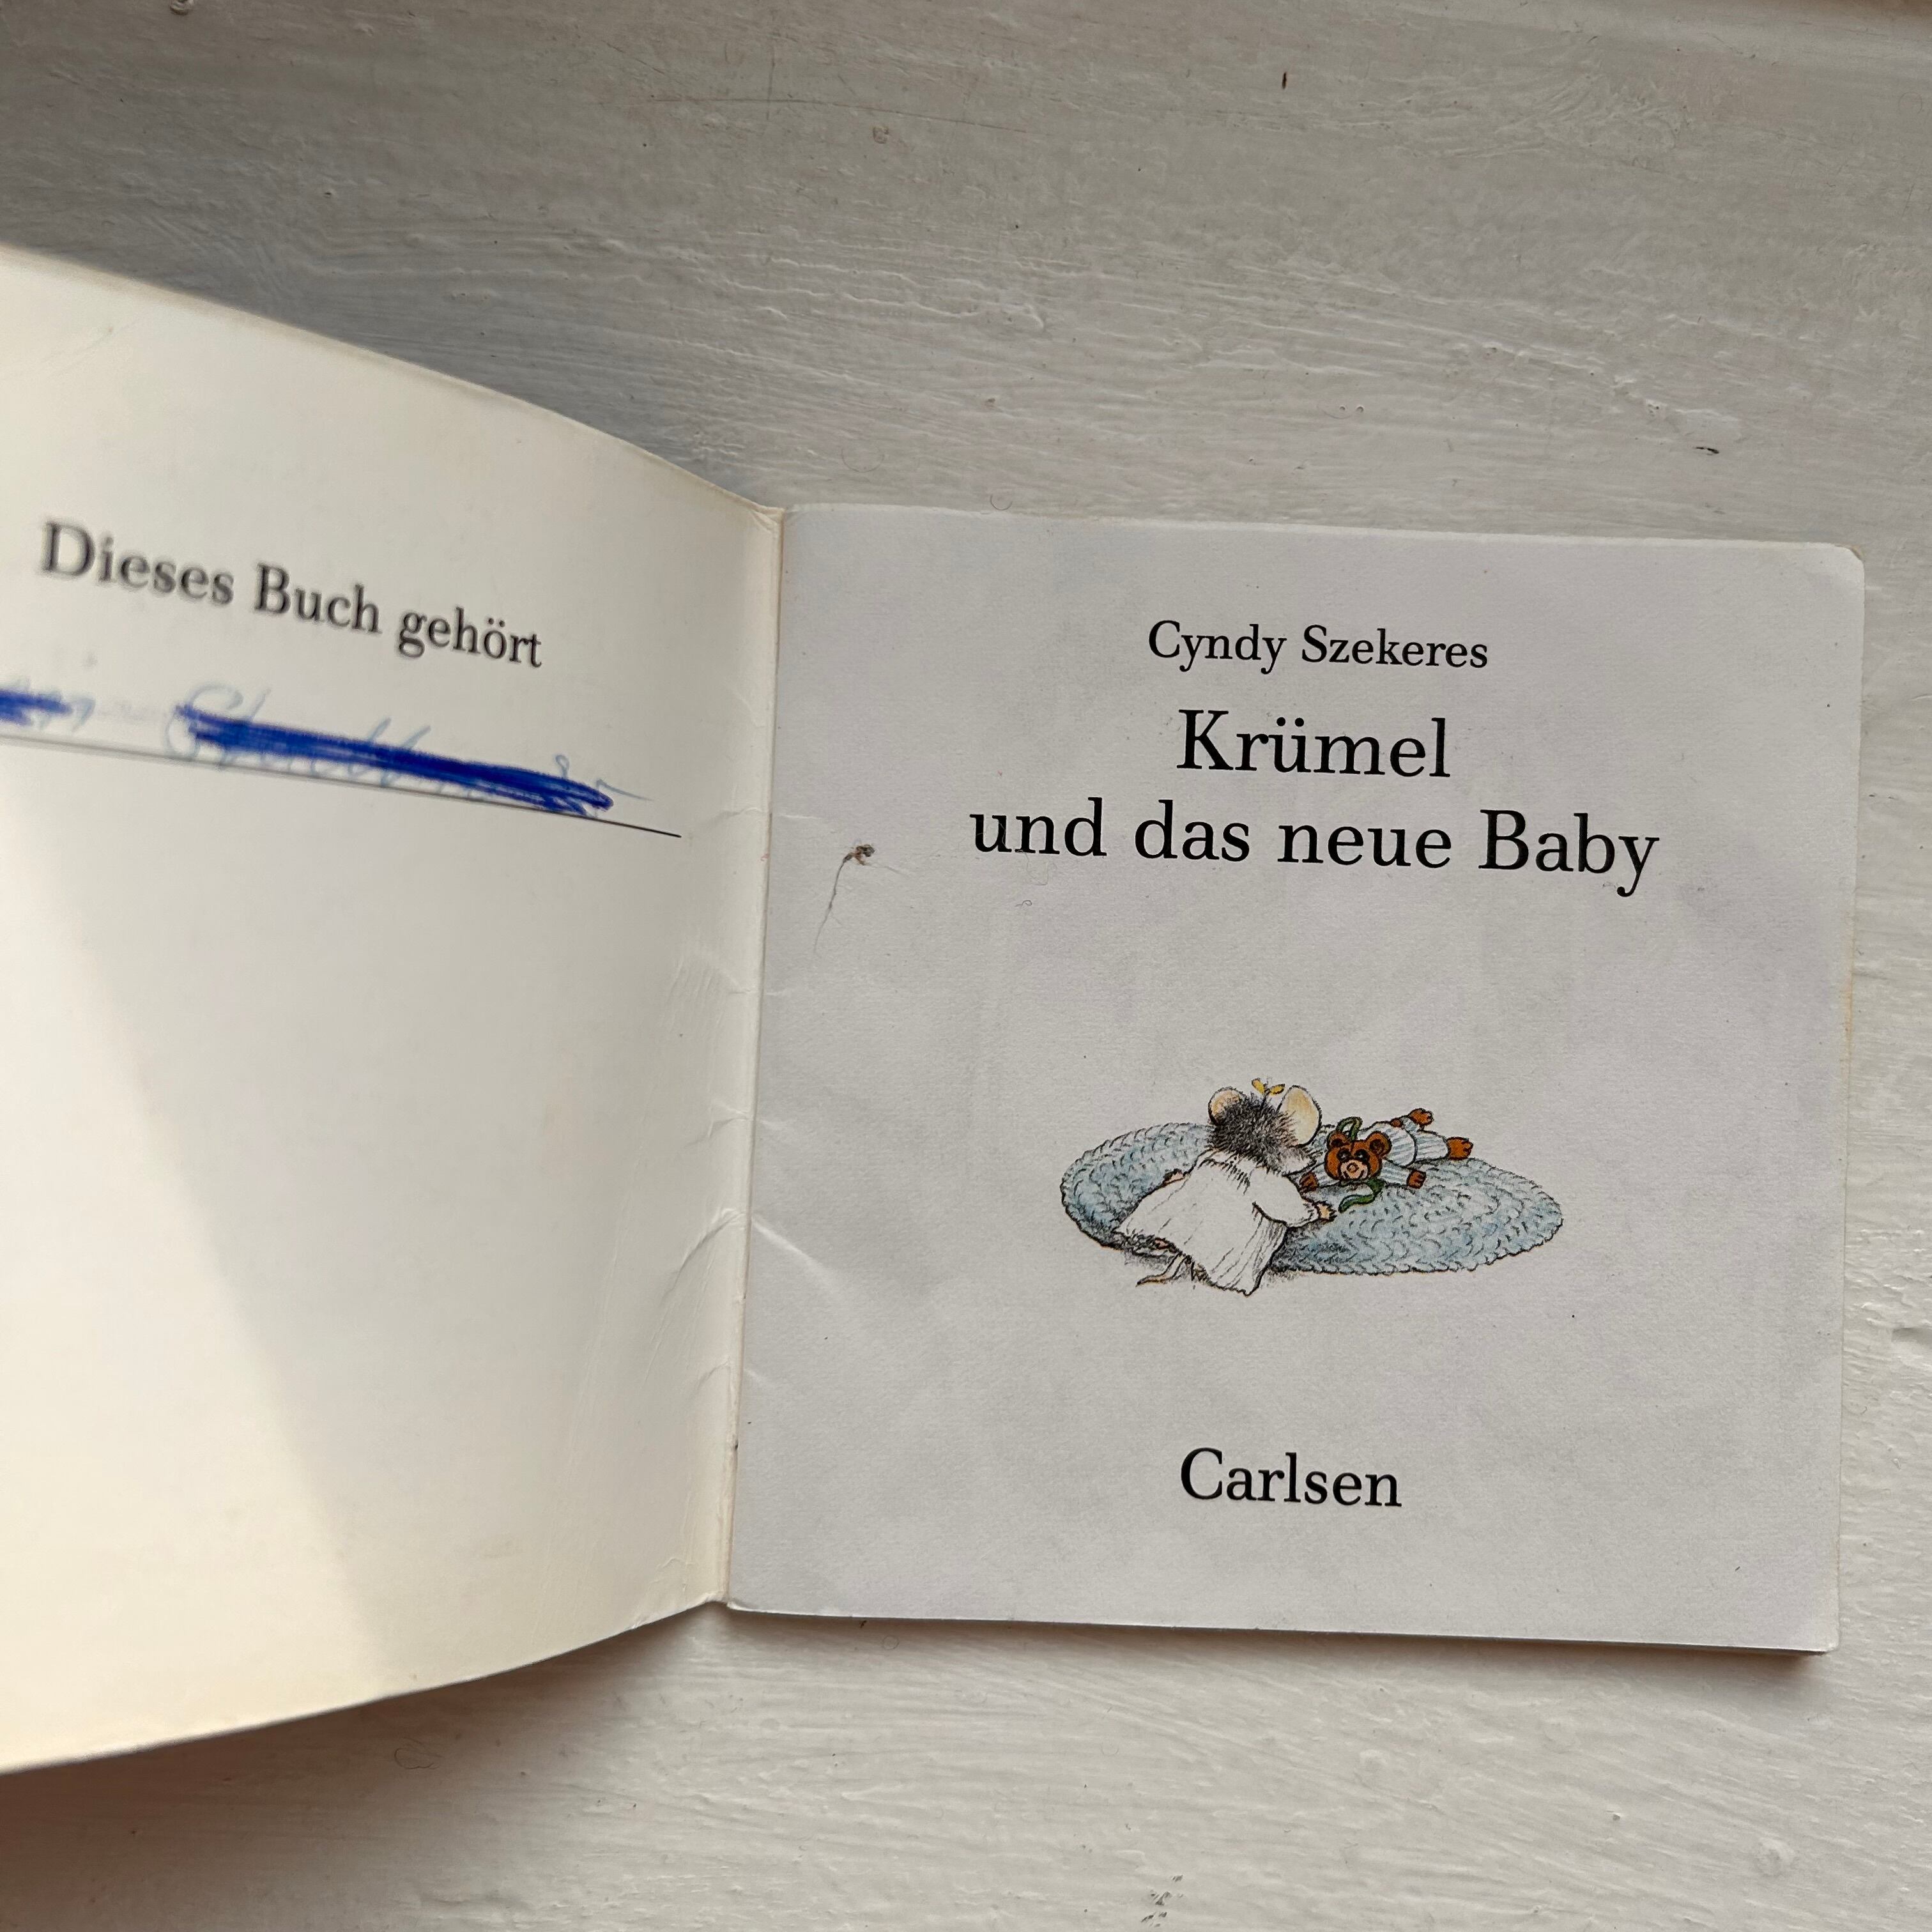 Dieses Buch gehört
Cyndy Szekeres
Krümel
und das neue Baby
Carlsen